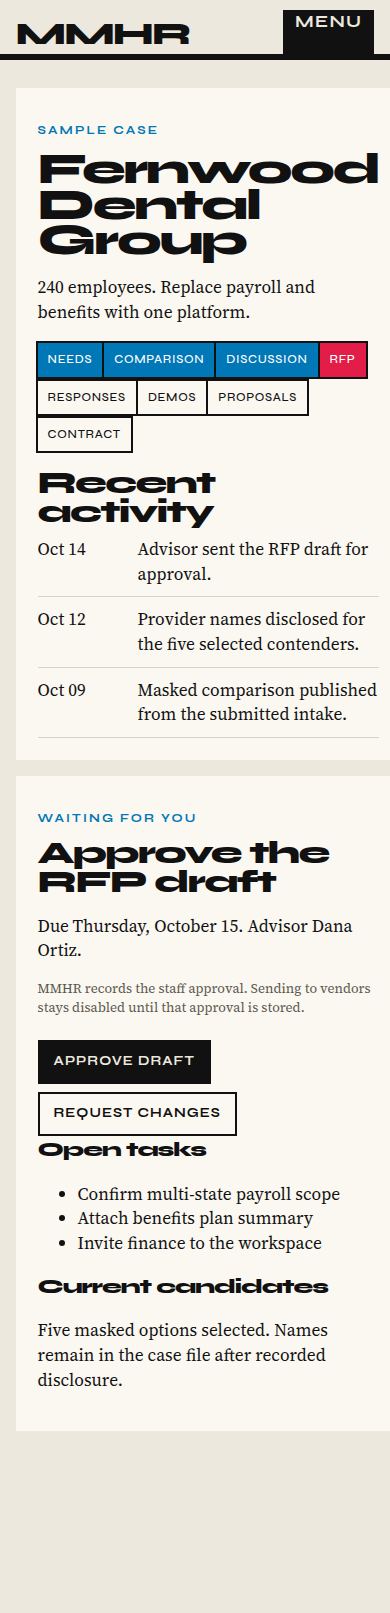 MMHR
MENU
SAMPLE CASE
Fernwood
Dental
Group
240 employees. Replace payroll and
benefits with one platform.
NEEDS COMPARISON DISCUSSION RFP
RESPONSES DEMOS PROPOSALS
CONTRACT
Recent
activity
Oct 14 Advisor sent the RFP draft for
approval.
Oct 12 Provider names disclosed for
the five selected contenders.
Oct 09 Masked comparison published
from the submitted intake.
WAITING FOR YOU
Approve the
RFP draft
Due Thursday, October 15. Advisor Dana
Ortiz.
MMHR records the staff approval. Sending to vendors
stays disabled until that approval is stored.
APPROVE DRAFT
REQUEST CHANGES
Open tasks
• Confirm multi-state payroll scope
• Attach benefits plan summary
• Invite finance to the workspace
Current candidates
Five masked options selected. Names
remain in the case file after recorded
disclosure.